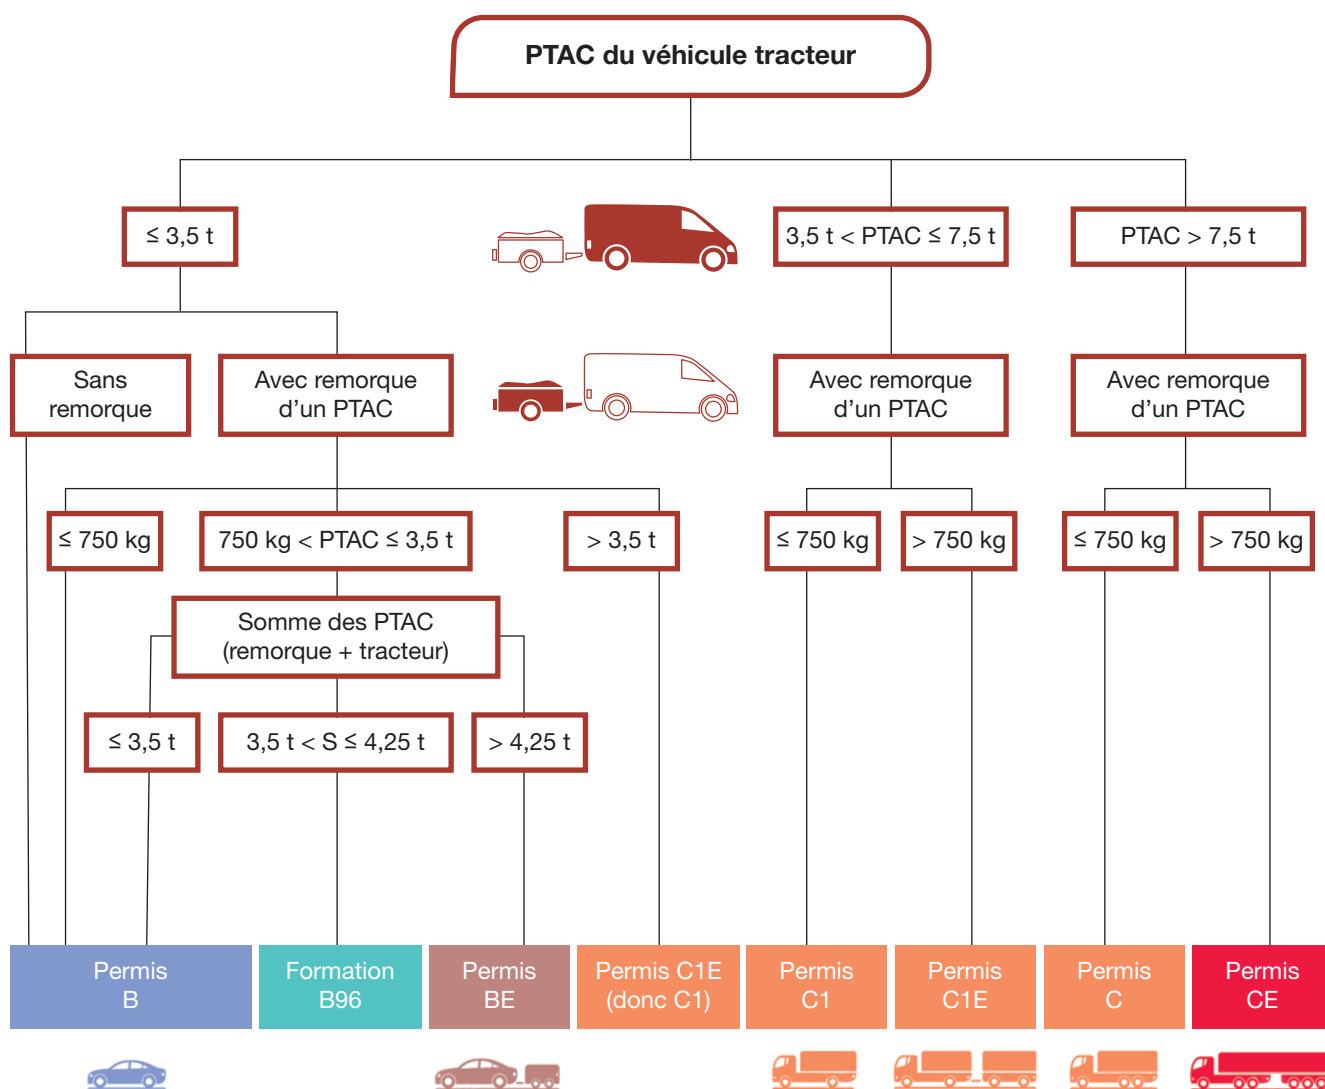 PTAC du véhicule tracteur
≤ 3,5 t
3,5 t < PTAC ≤ 7,5 t
PTAC > 7,5 t
Sans
remorque
Avec remorque
d’un PTAC
Avec remorque
d’un PTAC
Avec remorque
d’un PTAC
≤ 750 kg
750 kg < PTAC ≤ 3,5 t
> 3,5 t
≤ 750 kg
> 750 kg
≤ 750 kg
> 750 kg
Somme des PTAC
(remorque + tracteur)
≤ 3,5 t
3,5 t < S ≤ 4,25 t
> 4,25 t
Permis
B
Formation
B96
Permis
BE
Permis C1E
(donc C1)
Permis
C1
Permis
C1E
Permis
C
Permis
CE